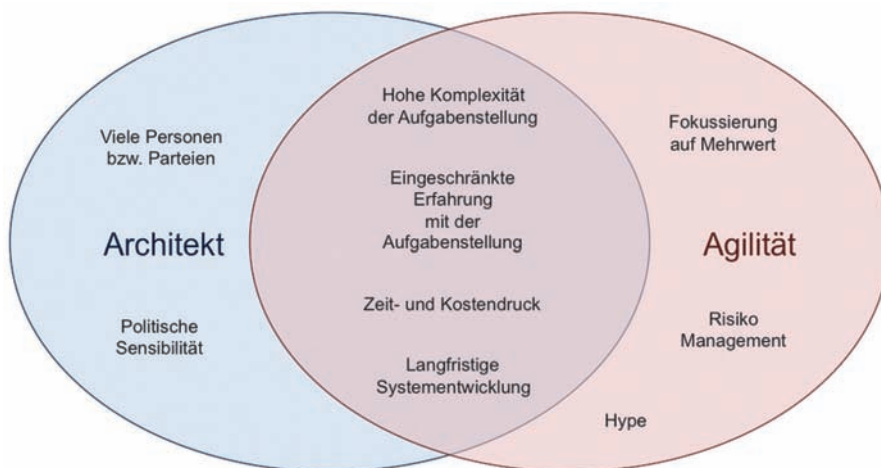 Viele Personen
bzw. Parteien
Architekt
Politische
Sensibilität
Hohe Komplexität
der Aufgabenstellung
Eingeschränkte
Erfahrung
mit der
Aufgabenstellung
Zeit- und Kostendruck
Langfristige
Systementwicklung
Fokussierung
auf Mehrwert
Agilität
Risiko
Management
Hype